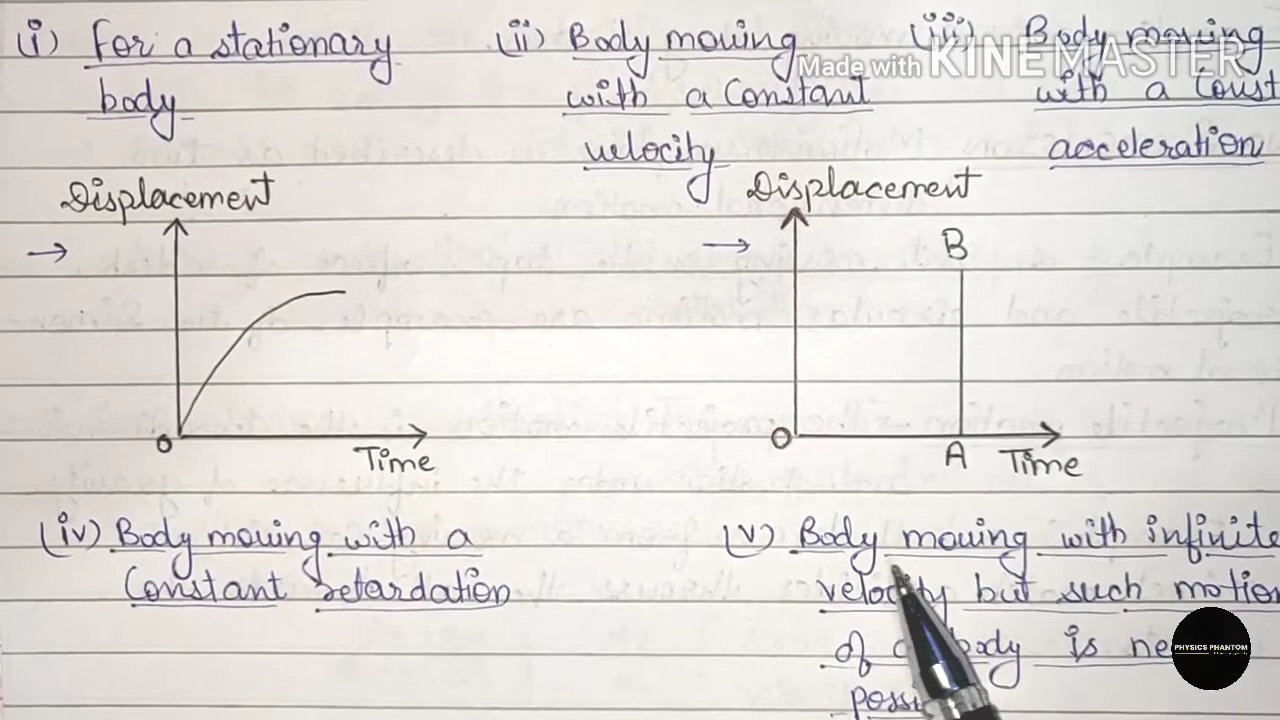 (i) For a stationary
body
(ii) Body moving
with a constant
velocity
(iii) Body moving
with a Const
acceleration
Made with KINEMASTER
Displacement
O
Time
Displacement
B
O
A
Time
(iv) Body moving with a
Constant retardation
(v) Body moving with infinite
velocity but such motion
of a body is
PHYSICS PHANTOM